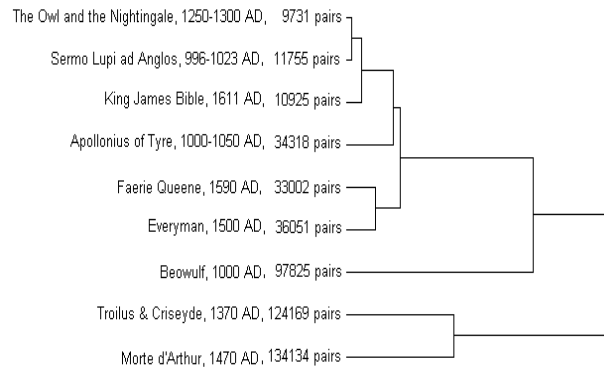 The Owl and the Nightingale, 1250-1300 AD, 9731 pairs
Sermo Lupi ad Anglos, 996-1023 AD, 11755 pairs
King James Bible, 1611 AD, 10925 pairs
Apollonius of Tyre, 1000-1050 AD, 34318 pairs
Faerie Queene, 1590 AD, 33002 pairs
Everyman, 1500 AD, 36051 pairs
Beowulf, 1000 AD, 97825 pairs
Troilus & Criseyde, 1370 AD, 124169 pairs
Morte d'Arthur, 1470 AD, 134134 pairs